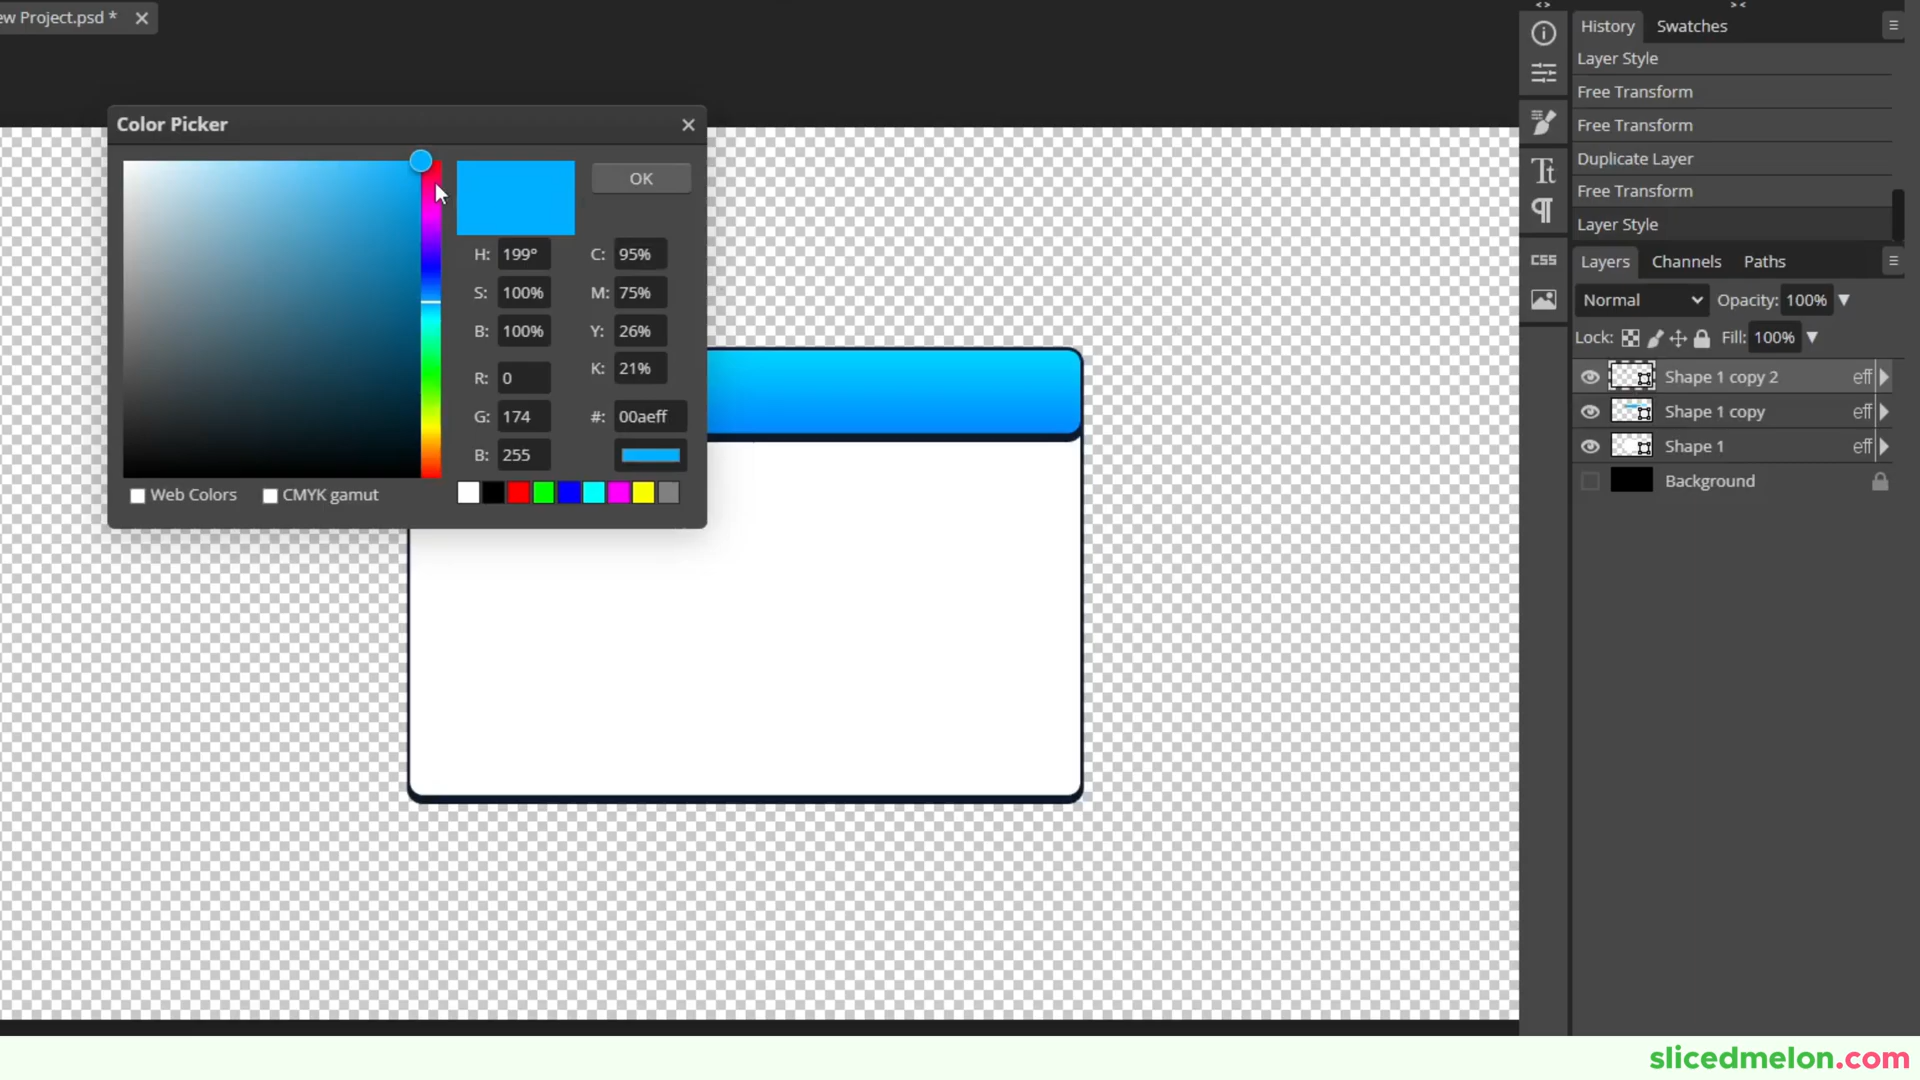 ew Project.psd *
Color Picker
OK
H: 199° C: 95%
S: 100% M: 75%
B: 100% Y: 26%
K: 21%
R: 0
G: 174 #: 00aeff
B: 255
Web Colors CMYK gamut
History Swatches
Layer Style
Free Transform
Free Transform
Duplicate Layer
Free Transform
Layer Style
CSS
Layers Channels Paths
Normal Opacity: 100%
Lock: Fill: 100%
Shape 1 copy 2 eff
Shape 1 copy eff
Shape 1 eff
Background
slicedmelon.com